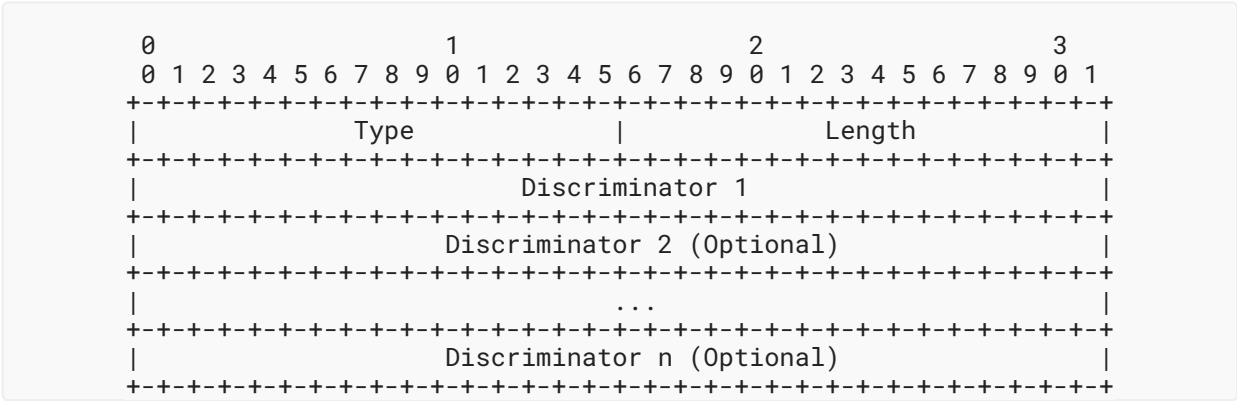 0                   1                   2                   3
 0 1 2 3 4 5 6 7 8 9 0 1 2 3 4 5 6 7 8 9 0 1 2 3 4 5 6 7 8 9 0 1
+-+-+-+-+-+-+-+-+-+-+-+-+-+-+-+-+-+-+-+-+-+-+-+-+-+-+-+-+-+-+-+-+
|              Type             |             Length            |
+-+-+-+-+-+-+-+-+-+-+-+-+-+-+-+-+-+-+-+-+-+-+-+-+-+-+-+-+-+-+-+-+
|                         Discriminator 1                       |
+-+-+-+-+-+-+-+-+-+-+-+-+-+-+-+-+-+-+-+-+-+-+-+-+-+-+-+-+-+-+-+-+
|                    Discriminator 2 (Optional)                 |
+-+-+-+-+-+-+-+-+-+-+-+-+-+-+-+-+-+-+-+-+-+-+-+-+-+-+-+-+-+-+-+-+
|                               ...                             |
+-+-+-+-+-+-+-+-+-+-+-+-+-+-+-+-+-+-+-+-+-+-+-+-+-+-+-+-+-+-+-+-+
|                    Discriminator n (Optional)                 |
+-+-+-+-+-+-+-+-+-+-+-+-+-+-+-+-+-+-+-+-+-+-+-+-+-+-+-+-+-+-+-+-+